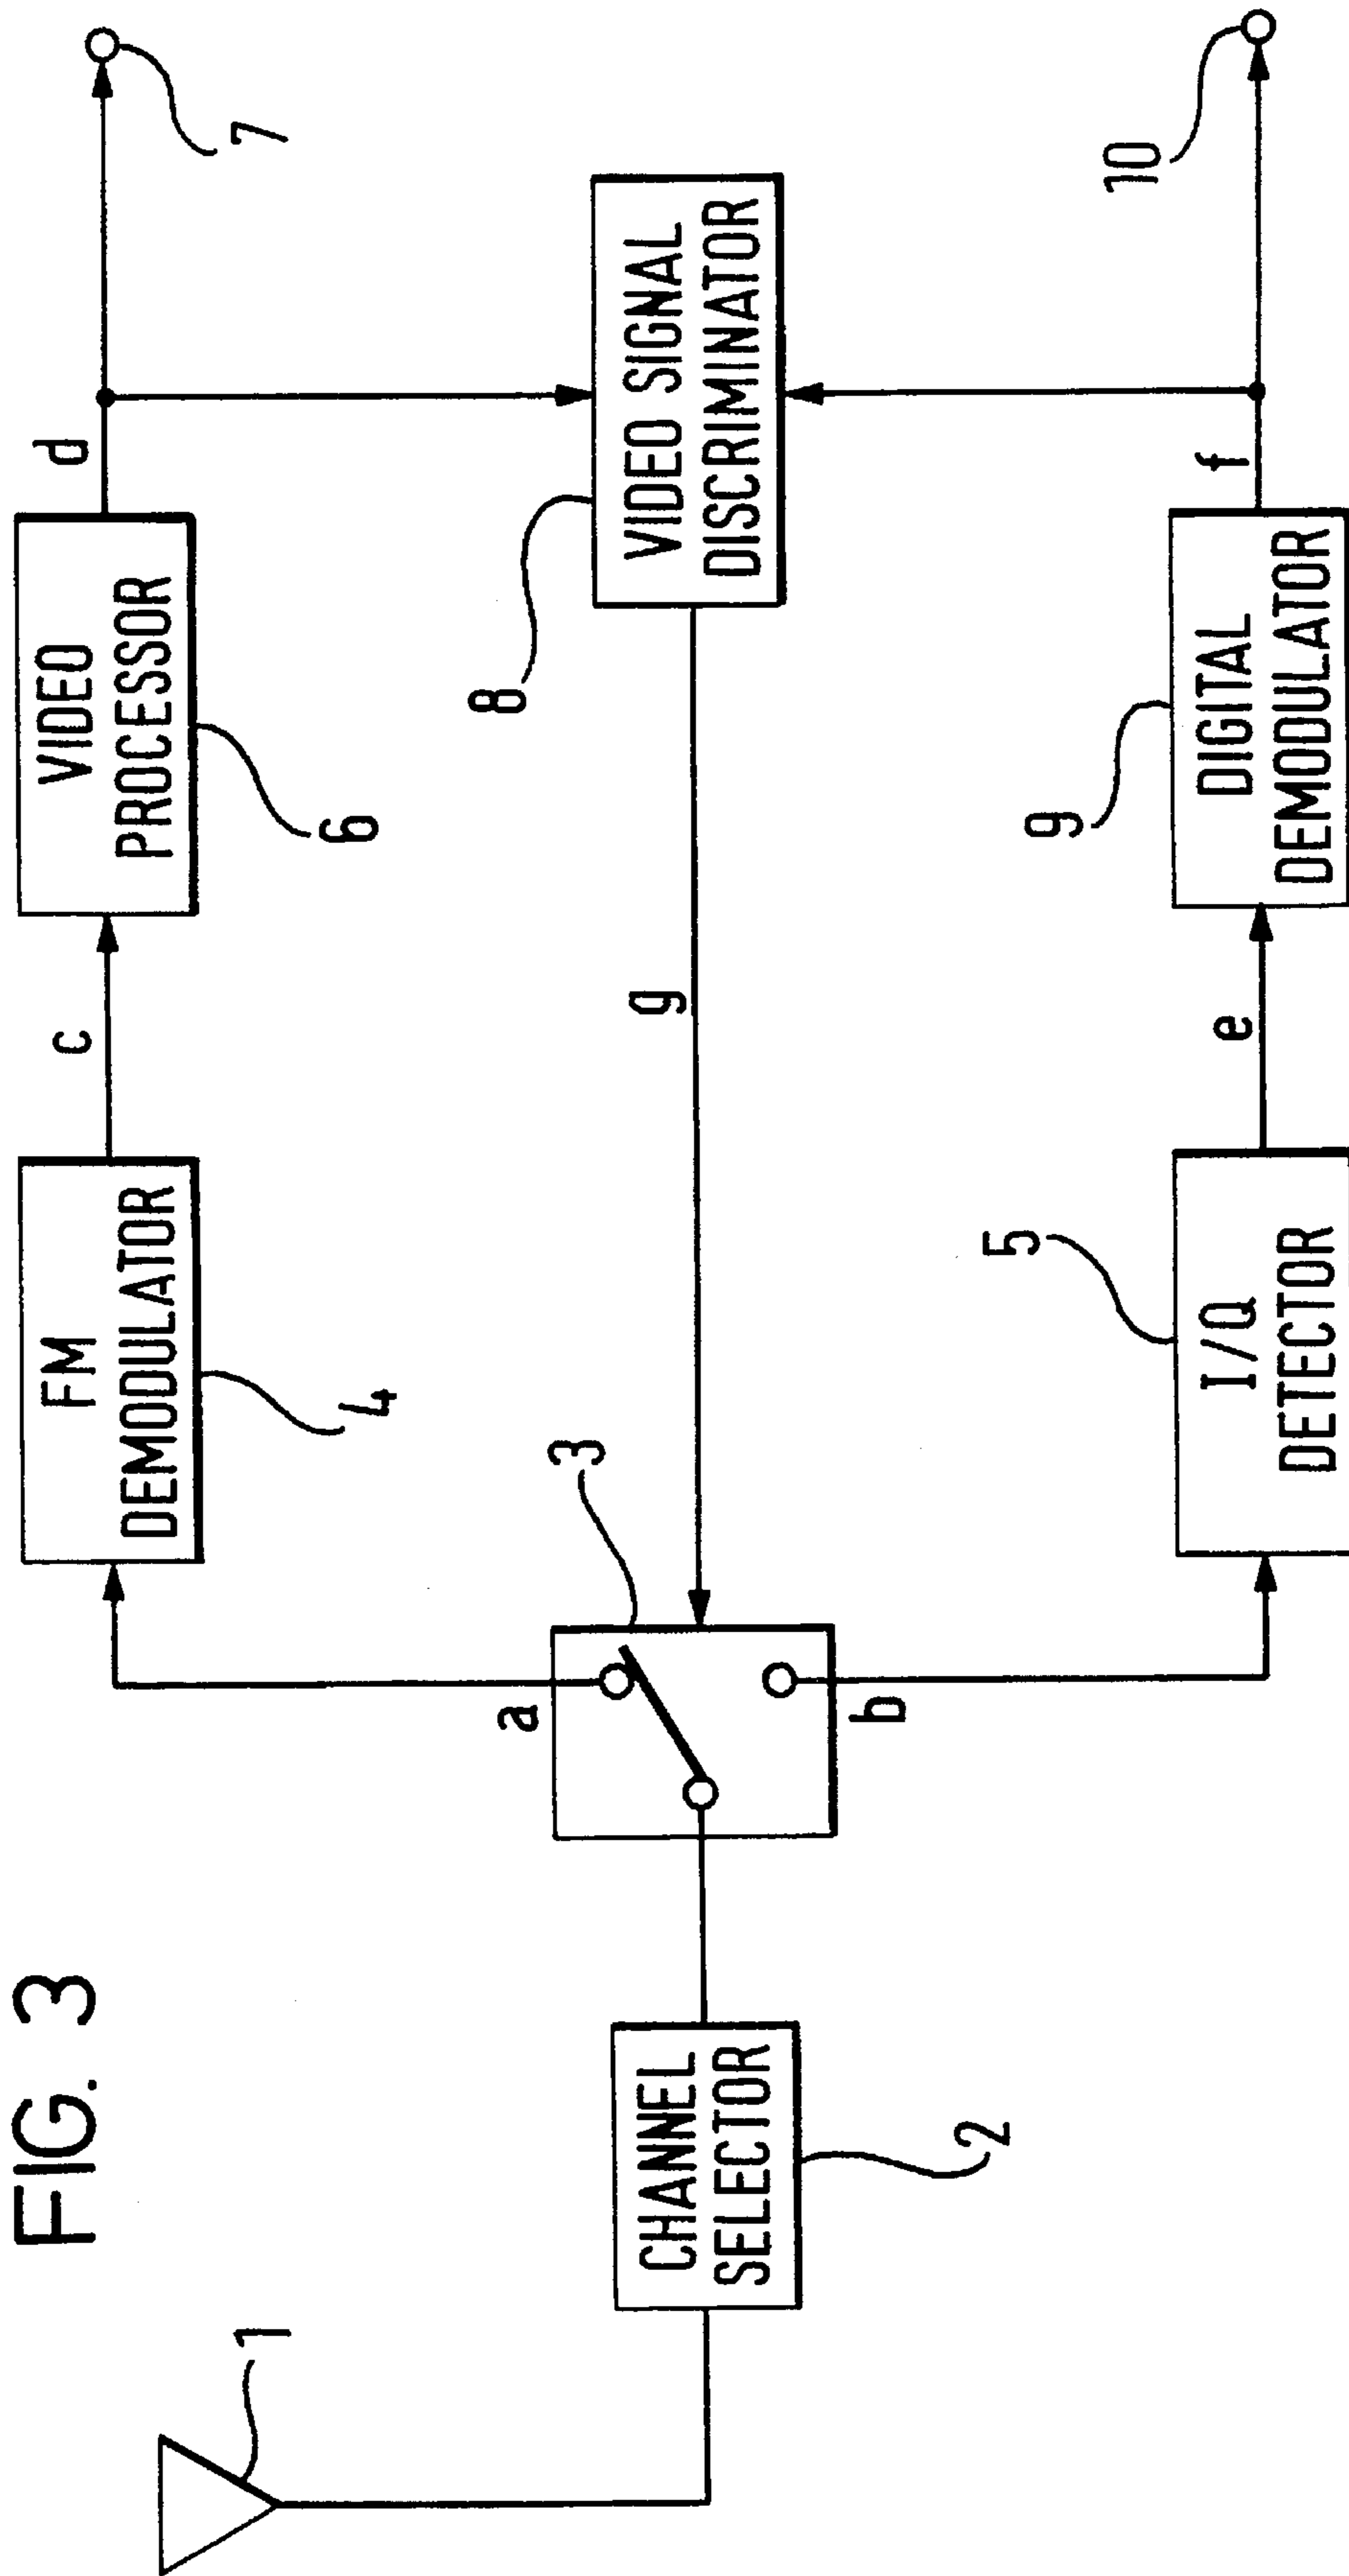 FIG. 3
1
CHANNEL
SELECTOR
2
3
a
b
FM
DEMODULATOR
4
c
VIDEO
PROCESSOR
6
d
7
g
VIDEO SIGNAL
DISCRIMINATOR
8
I/Q
DETECTOR
5
e
DIGITAL
DEMODULATOR
9
f
10